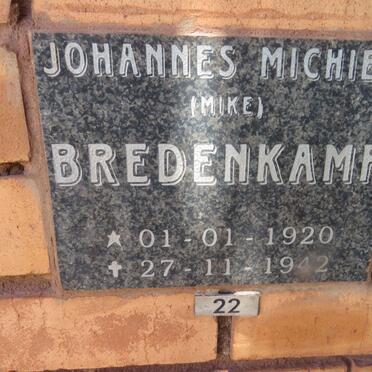 JOHANNES MICHIE
(MIKE)
BREDENKAMP
★ 01-01-1920
✝ 27-11-1942
22